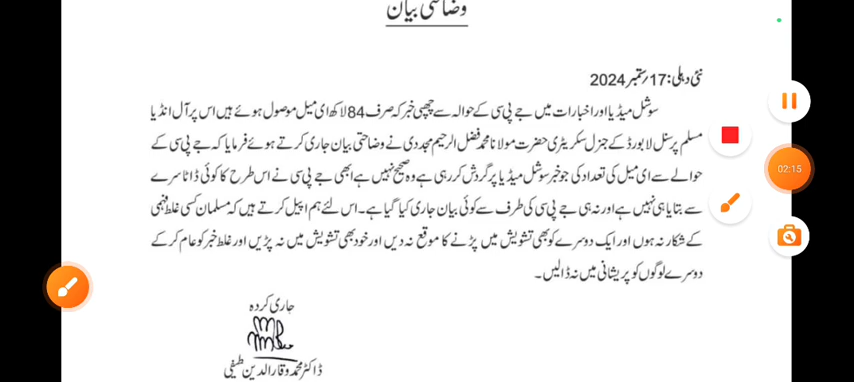 وضاحتی بیان
نئی دہلی: 17؍ستمبر 2024
سوشل میڈیا اور اخبارات میں جے پی سی کے حوالہ سے چھپی خبر کہ صرف 84 لاکھ ای میل موصول ہوئے ہیں اس پر آل انڈیا
مسلم پرسنل لا بورڈ کے جنرل سکریٹری حضرت مولانا محمد فضل الرحیم مجددی نے وضاحتی بیان جاری کرتے ہوئے فرمایا کہ جے پی سی کے
حوالے سے ای میل کی تعداد کی جو خبر سوشل میڈیا پر گردش کر رہی ہے وہ صحیح نہیں ہے ابھی جے پی سی نے اس طرح کا کوئی ڈاٹا سرے
سے بتایا ہی نہیں ہے اور نہ ہی جے پی سی کی طرف سے کوئی بیان جاری کیا گیا ہے۔ اس لئے ہم اپیل کرتے ہیں کہ مسلمان کسی غلط فہمی
کے شکار نہ ہوں اور ایک دوسرے کو بھی تشویش میں پڑنے کا موقع نہ دیں اور خود بھی تشویش میں نہ پڑیں اور غلط خبر کو عام کر کے
دوسرے لوگوں کو پریشانی میں نہ ڈالیں۔
جاری کردہ
ڈاکٹر محمد وقار الدین لطیفی
02:15